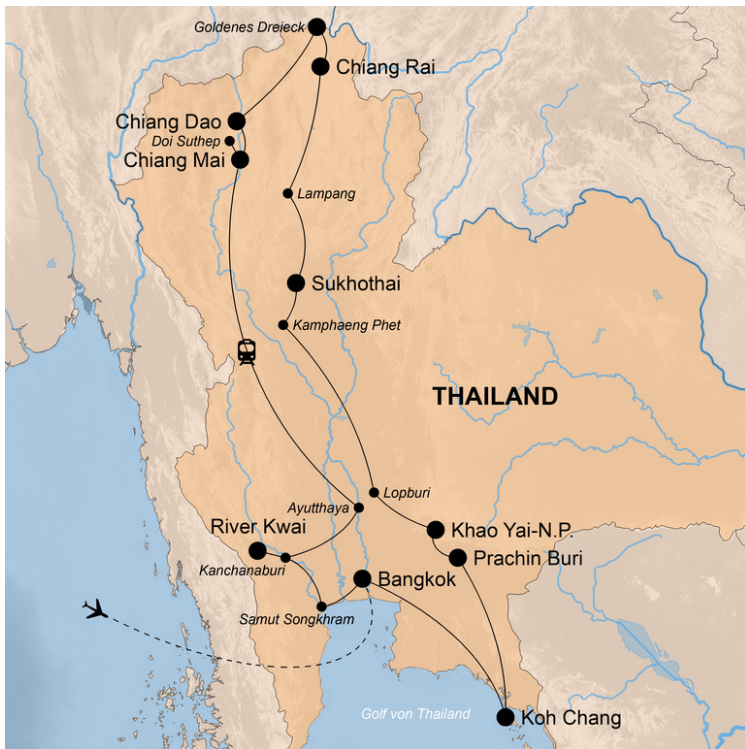 Goldenes Dreieck
Chiang Rai
Chiang Dao
Doi Suthep
Chiang Mai
Lampang
Sukhothai
Kamphaeng Phet
THAILAND
Lopburi
Ayutthaya
River Kwai
Khao Yai-N.P.
Prachin Buri
Kanchanaburi
Bangkok
Samut Songkhram
Golf von Thailand
Koh Chang